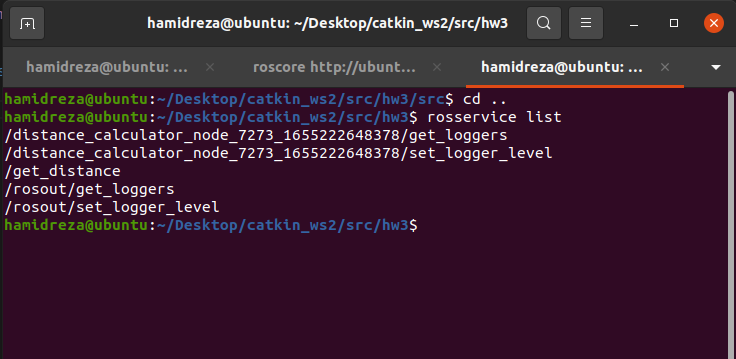 hamidreza@ubuntu: ~/Desktop/catkin_ws2/src/hw3
hamidreza@ubuntu: ...
roscore http://ubunt...
hamidreza@ubuntu: ...
hamidreza@ubuntu:~/Desktop/catkin_ws2/src/hw3/src$ cd ..
hamidreza@ubuntu:~/Desktop/catkin_ws2/src/hw3$ rosservice list
/distance_calculator_node_7273_1655222648378/get_loggers
/distance_calculator_node_7273_1655222648378/set_logger_level
/get_distance
/rosout/get_loggers
/rosout/set_logger_level
hamidreza@ubuntu:~/Desktop/catkin_ws2/src/hw3$